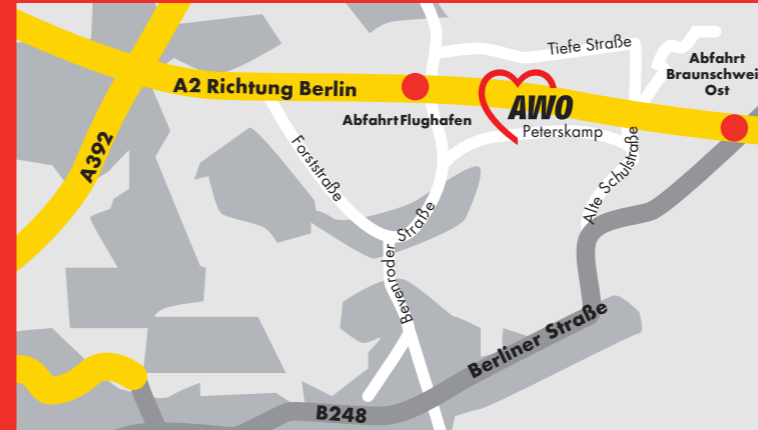 Tiefe Straße
Abfahrt
Braunschwei
Ost
A2 Richtung Berlin
AWO
Abfahrt Flughafen
Peterskamp
A392
Forststraße
Alte Schulstraße
Bevenroder Straße
Berliner Straße
B248